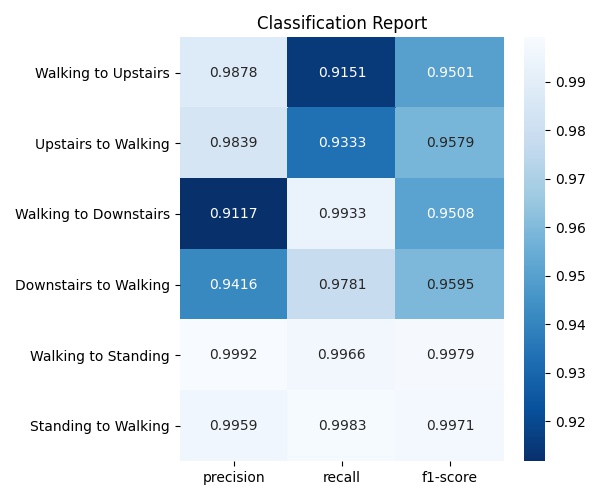 Classification Report
Walking to Upstairs 0.9878 0.9151 0.9501
Upstairs to Walking 0.9839 0.9333 0.9579
Walking to Downstairs 0.9117 0.9933 0.9508
Downstairs to Walking 0.9416 0.9781 0.9595
Walking to Standing 0.9992 0.9966 0.9979
Standing to Walking 0.9959 0.9983 0.9971
precision recall f1-score
0.99
0.98
0.97
0.96
0.95
0.94
0.93
0.92